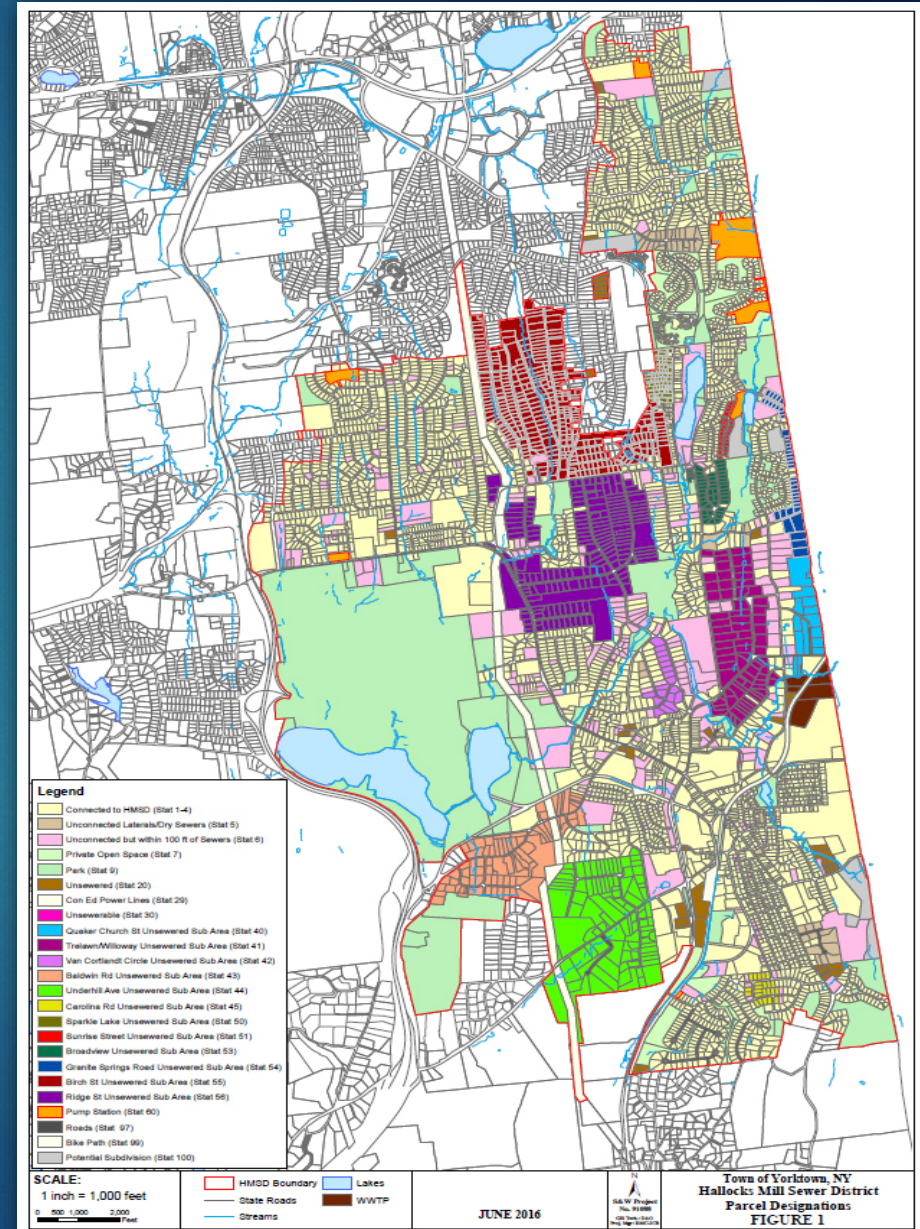 Legend
Connected to HMSD (Stat 1-4)
Unconnected Laterals/Dry Sewers (Stat 5)
Unconnected but within 100 ft of Sewers (Stat 6)
Private Open Space (Stat 7)
Park (Stat 9)
Unsewered (Stat 20)
Con Ed Power Lines (Stat 29)
Unsewerable (Stat 30)
Quaker Church St Unsewered Sub Area (Stat 40)
Trelawn/Willoway Unsewered Sub Area (Stat 41)
Van Cortlandt Circle Unsewered Sub Area (Stat 42)
Baldwin Rd Unsewered Sub Area (Stat 43)
Underhill Ave Unsewered Sub Area (Stat 44)
Carolina Rd Unsewered Sub Area (Stat 45)
Sparkle Lake Unsewered Sub Area (Stat 50)
Sunrise Street Unsewered Sub Area (Stat 51)
Broadview Unsewered Sub Area (Stat 53)
Granite Springs Road Unsewered Sub Area (Stat 54)
Birch St Unsewered Sub Area (Stat 55)
Ridge St Unsewered Sub Area (Stat 56)
Pump Station (Stat 60)
Roads (Stat 97)
Bike Path (Stat 99)
Potential Subdivision (Stat 100)
SCALE:
1 inch = 1,000 feet
0 500 1,000 2,000
Feet
HMSD Boundary
State Roads
Streams
Lakes
WWTP
JUNE 2016
N
S&W Project
Town of Yorktown, NY
Hallocks Mill Sewer District
Parcel Designations
FIGURE 1